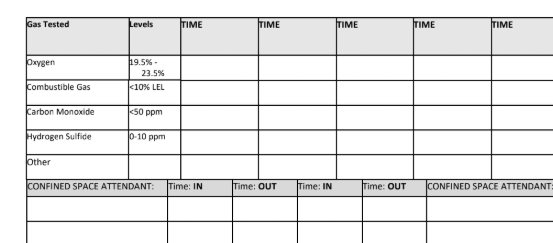 Gas Tested Levels TIME TIME TIME TIME TIME
Oxygen 19.5% -
23.5%
Combustible Gas <10% LEL
Carbon Monoxide <50 ppm
Hydrogen Sulfide 0-10 ppm
Other
CONFINED SPACE ATTENDANT: Time: IN Time: OUT Time: IN Time: OUT CONFINED SPACE ATTENDANT: